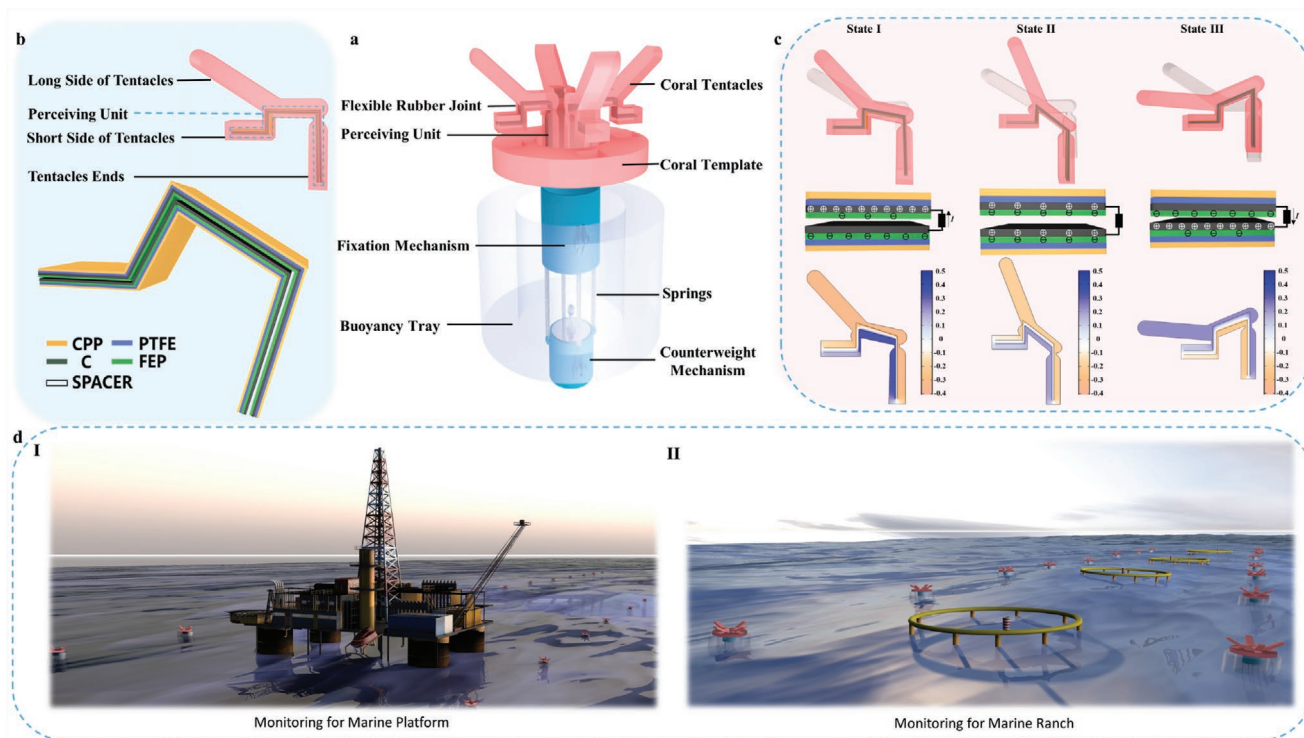 b
Long Side of Tentacles
Perceiving Unit
Short Side of Tentacles
Tentacles Ends
CPP
PTFE
C
FEP
SPACER
a
Flexible Rubber Joint
Perceiving Unit
Fixation Mechanism
Buoyancy Tray
Coral Tentacles
Coral Template
Springs
Counterweight
Mechanism
c
State I
State II
State III
I
I
0.5
0.4
0.3
0.2
0.1
0
-0.1
-0.2
-0.3
-0.4
0.5
0.4
0.3
0.2
0.1
0
-0.1
-0.2
-0.3
-0.4
0.5
0.4
0.3
0.2
0.1
0
-0.1
-0.2
-0.3
-0.4
d
I
Monitoring for Marine Platform
II
Monitoring for Marine Ranch